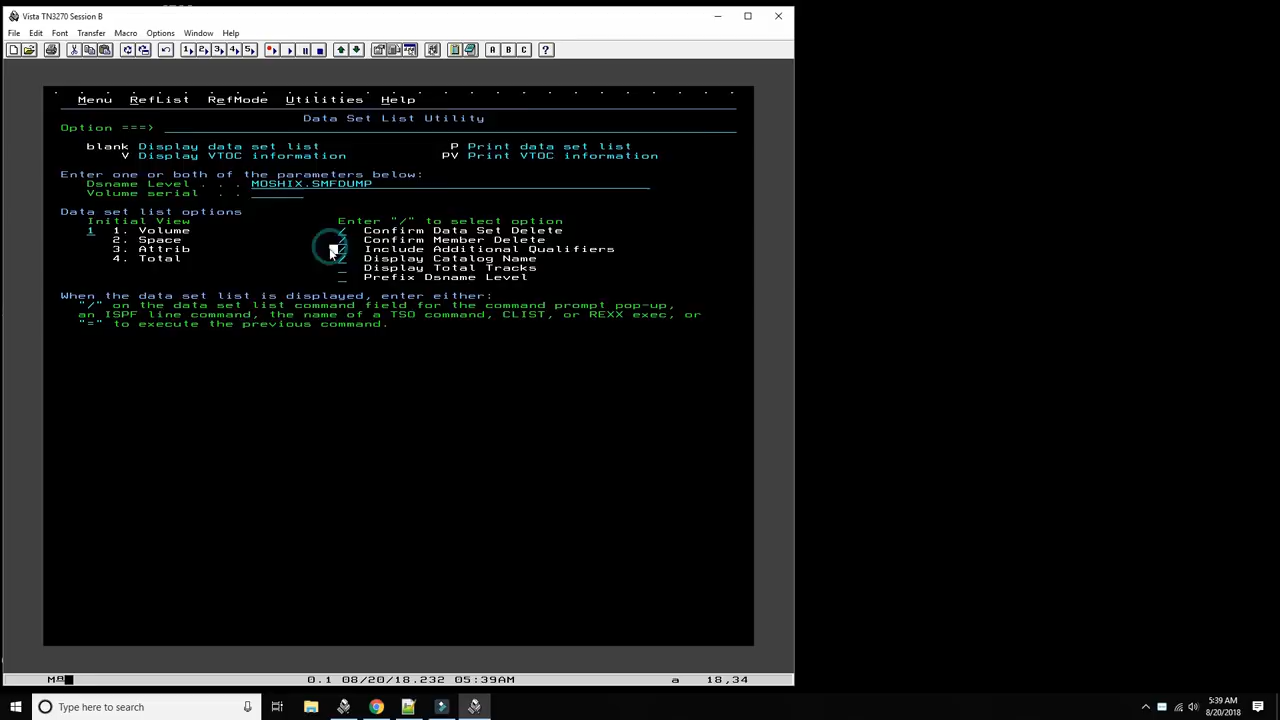 Vista TN3270 Session B
File Edit Font Transfer Macro Options Window Help
1 2 3 4 5 A B C ?
Menu RefList RefMode Utilities Help
Data Set List Utility
Option ===>
blank Display data set list P Print data set list
V Display VTOC information PV Print VTOC information
Enter one or both of the parameters below:
Dsname Level . . . MOSHIX.SMFDUMP
Volume serial . .
Data set list options
Initial View Enter "/" to select option
1 1. Volume / Confirm Data Set Delete
2. Space / Confirm Member Delete
3. Attrib / Include Additional Qualifiers
4. Total / Display Catalog Name
_ Display Total Tracks
_ Prefix Dsname Level
When the data set list is displayed, enter either:
"/" on the data set list command field for the command prompt pop-up,
an ISPF line command, the name of a TSO command, CLIST, or REXX exec, or
"=" to execute the previous command.
0.1 08/20/18.232 05:39AM a 18,34
Type here to search
5:39 AM
8/20/2018